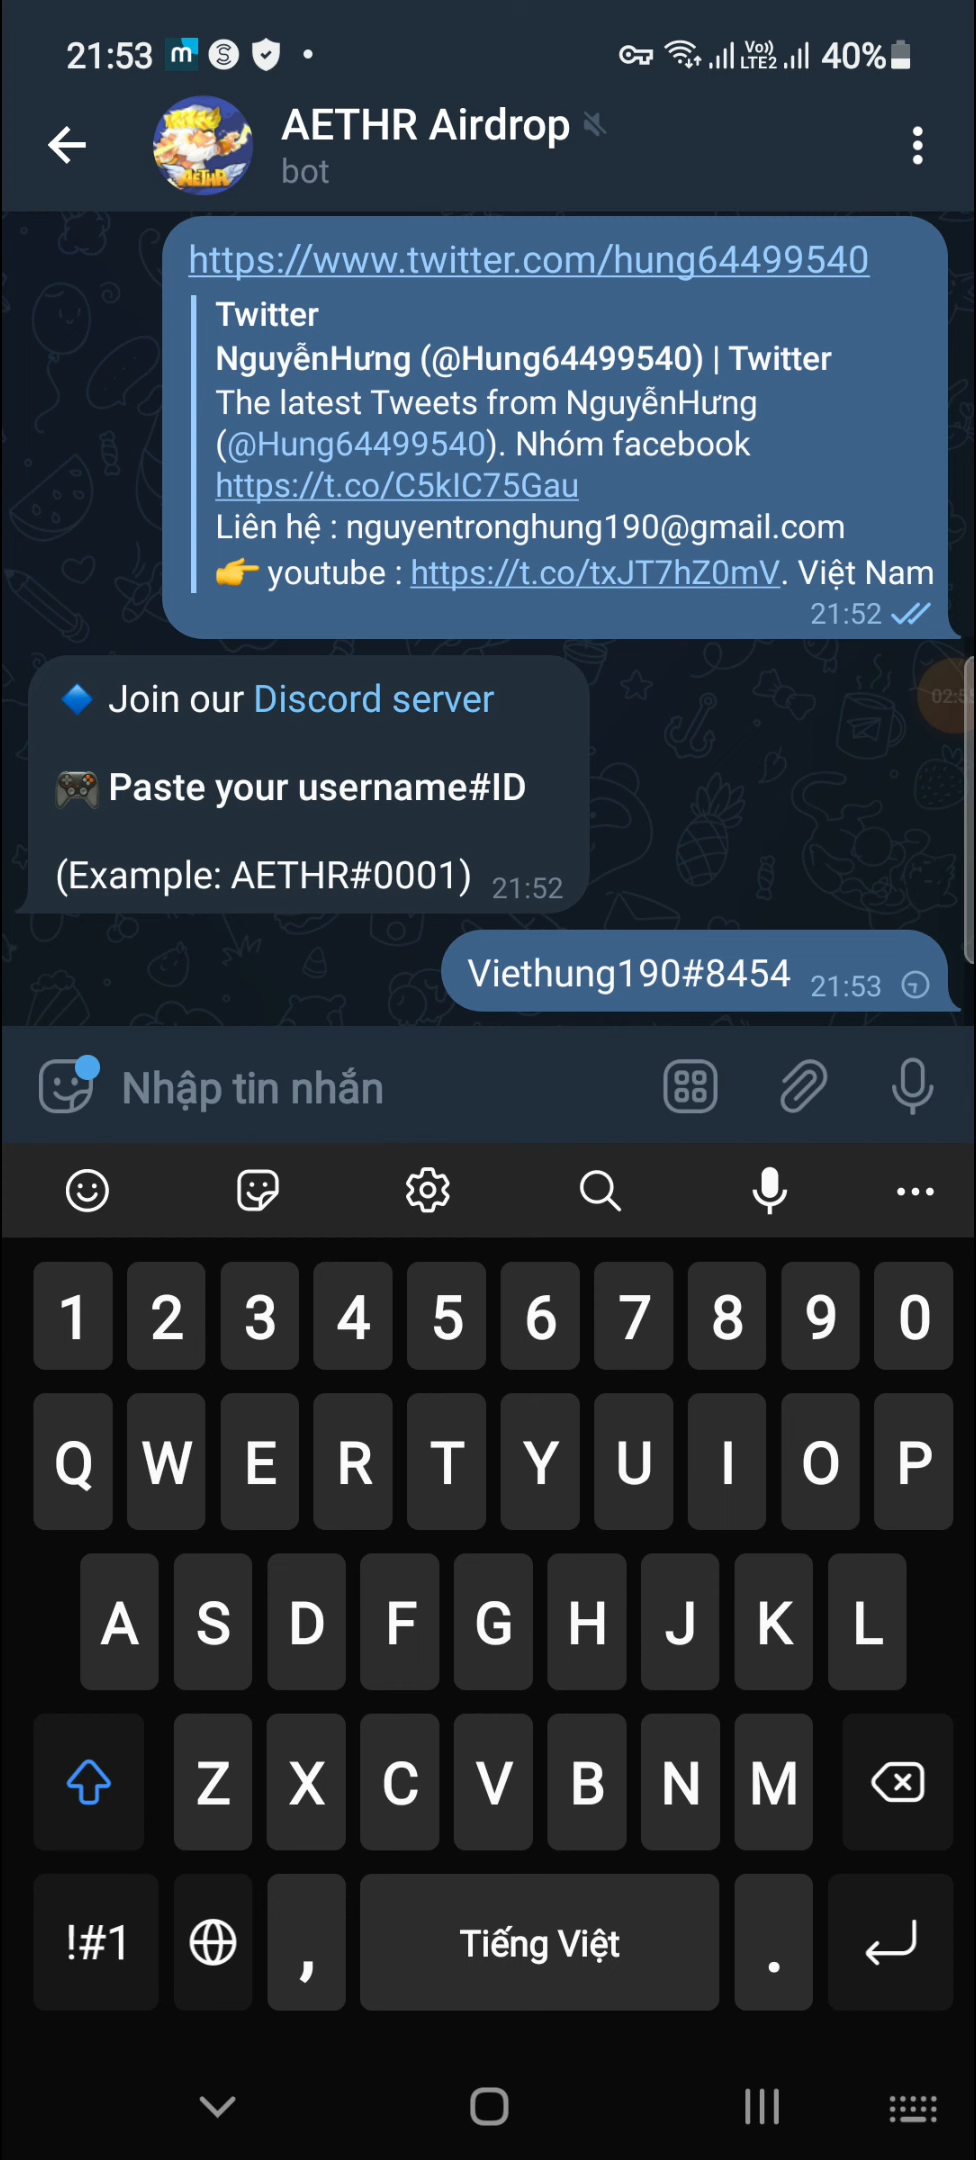 21:53 m S Vo)) LTE2 40%
AETHR Airdrop
AETHR
bot
https://www.twitter.com/hung64499540
Twitter
NguyễnHưng (@Hung64499540) | Twitter
The latest Tweets from NguyễnHưng
(@Hung64499540). Nhóm facebook
https://t.co/C5kIC75Gau
Liên hệ : nguyentronghung190@gmail.com
👉 youtube : https://t.co/txJT7hZ0mV. Việt Nam
21:52
🔷 Join our Discord server
🎮 Paste your username#ID
(Example: AETHR#0001) 21:52
Viethung190#8454 21:53
Nhập tin nhắn
1 2 3 4 5 6 7 8 9 0
Q W E R T Y U I O P
A S D F G H J K L
Z X C V B N M
!#1 , Tiếng Việt .